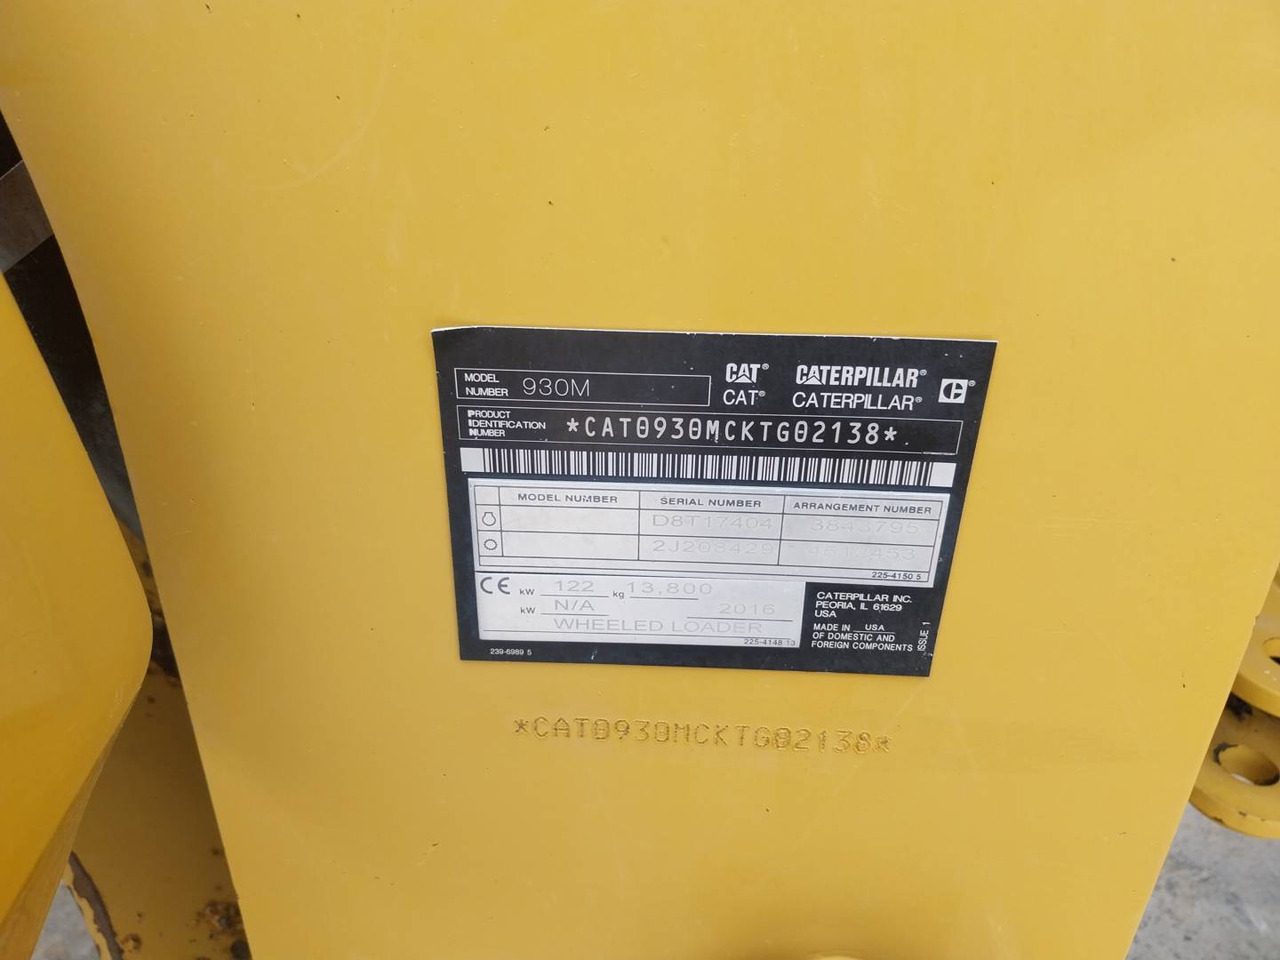 MODEL NUMBER 930M
CAT® CATERPILLAR®
CAT® CATERPILLAR®
PRODUCT IDENTIFICATION NUMBER *CAT0930MCKTG02138*
MODEL NUMBER SERIAL NUMBER ARRANGEMENT NUMBER
D8T17404 3843795
2J208429
225-4150 5
CE kW 122 kg 13,800
kW N/A 2016
WHEELED LOADER
225-4148 13
CATERPILLAR INC.
PEORIA, IL 61629
USA
MADE IN USA
OF DOMESTIC AND
FOREIGN COMPONENTS
ISSUE 1
239-6989 5
*CAT0930MCKTG02138*